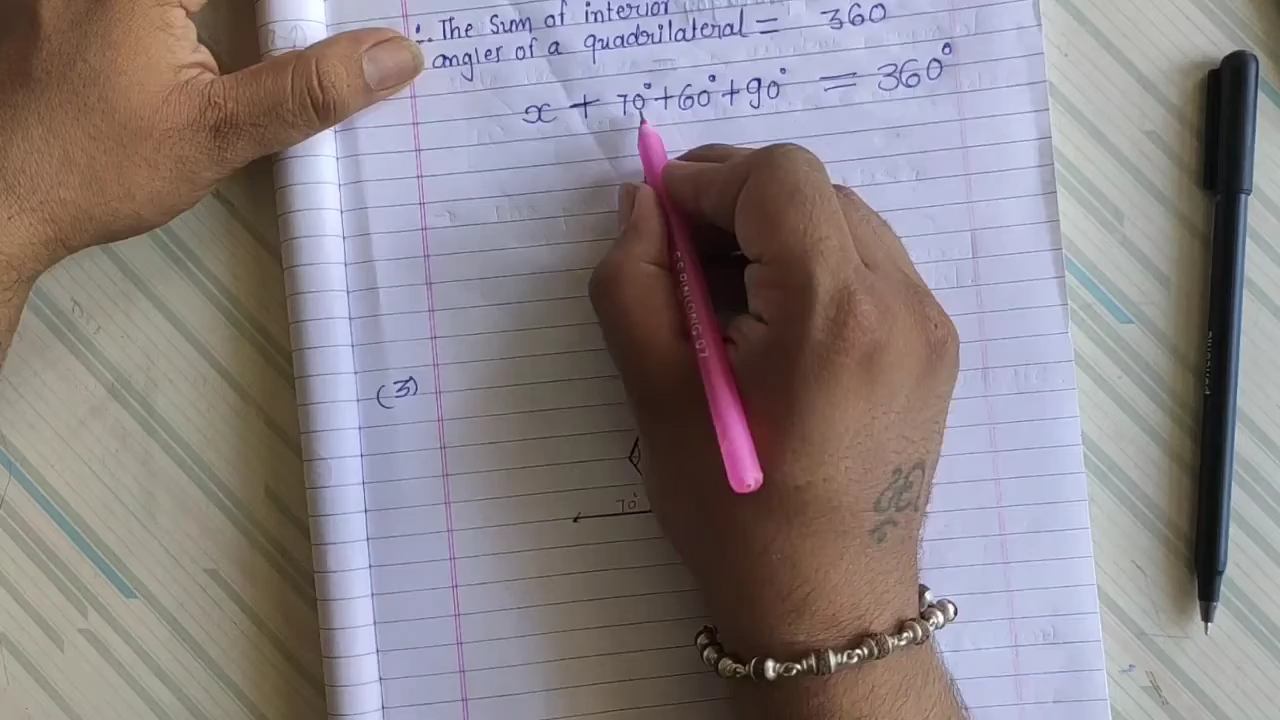 ∴ The Sum of interior
angles of a quadrilateral = 360
x + 70° + 60° + 90° = 360°
(3)
70°